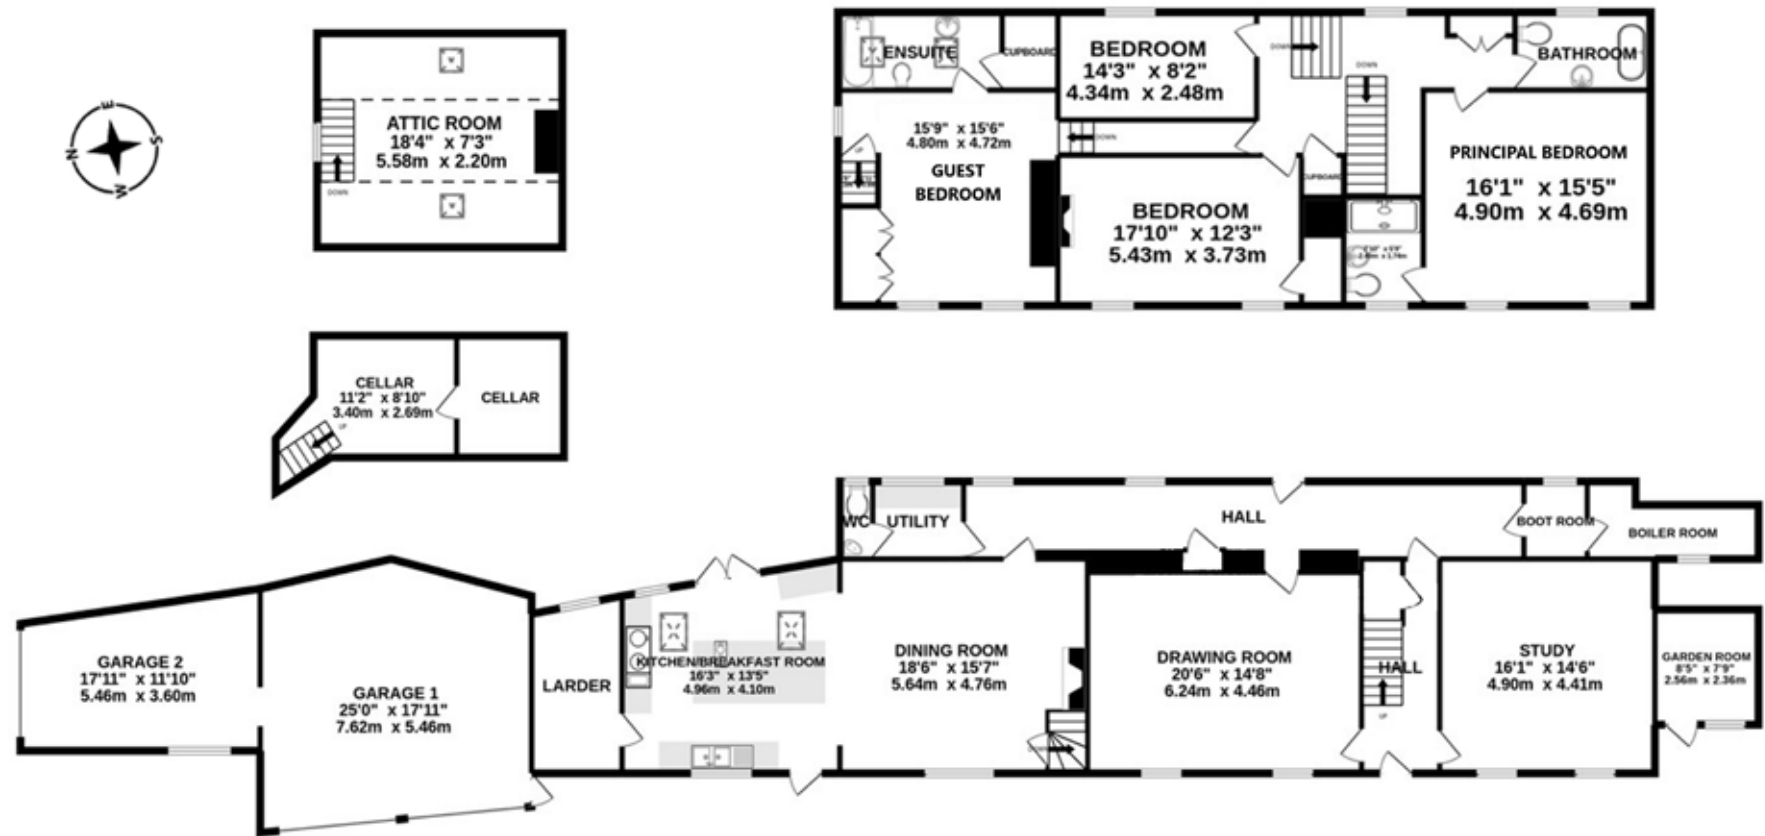 ATTIC ROOM
18'4" x 7'3"
5.58m x 2.20m
DOWN
N
E
S
W
CELLAR
11'2" x 8'10"
3.40m x 2.69m
UP
CELLAR
ENSUITE
CUPBOARD
BEDROOM
14'3" x 8'2"
4.34m x 2.48m
DOWN
DOWN
BATHROOM
15'9" x 15'6"
4.80m x 4.72m
GUEST
BEDROOM
UP
DOWN
BEDROOM
17'10" x 12'3"
5.43m x 3.73m
CUPBOARD
PRINCIPAL BEDROOM
16'1" x 15'5"
4.90m x 4.69m
WC
UTILITY
HALL
BOOT ROOM
BOILER ROOM
GARAGE 2
17'11" x 11'10"
5.46m x 3.60m
GARAGE 1
25'0" x 17'11"
7.62m x 5.46m
LARDER
KITCHEN/BREAKFAST ROOM
16'3" x 13'5"
4.96m x 4.10m
DINING ROOM
18'6" x 15'7"
5.64m x 4.76m
DOWN
DRAWING ROOM
20'6" x 14'8"
6.24m x 4.46m
HALL
UP
STUDY
16'1" x 14'6"
4.90m x 4.41m
GARDEN ROOM
8'5" x 7'9"
2.56m x 2.36m